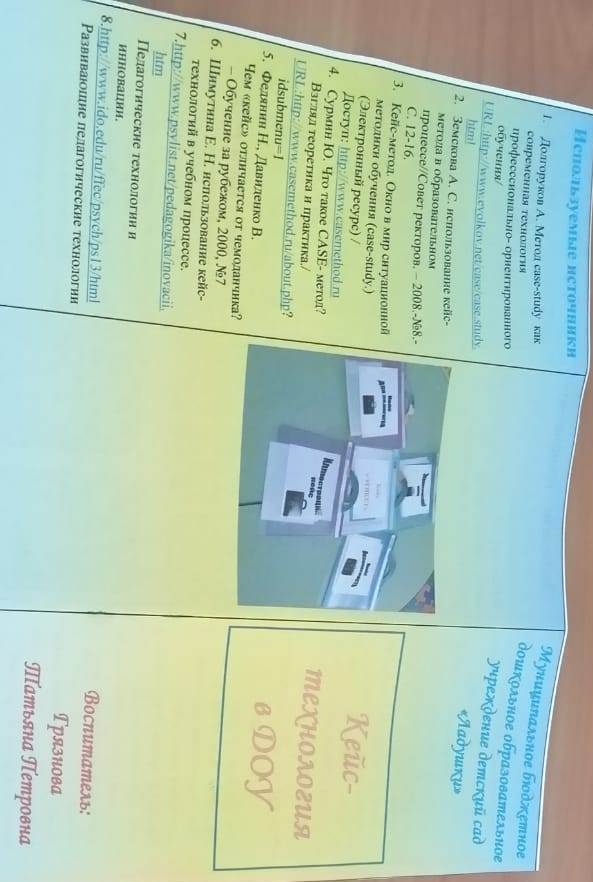 Используемые источники
1. Долгоруков А. Метод case-study как
современная технология
профессионально- ориентированного
обучения/
URL:http://www.evolkov.net/case/case.study.
html
2. Земскова А. С. использование кейс-
метода в образовательном
процессе//Совет ректоров. – 2008.-№8.-
С. 12-16.
3. Кейс-метод. Окно в мир ситуационной
методики обучения (case-study.)
(Электронный ресурс) /
Доступ: http://www.casemethod.ru
4. Сурмин Ю. Что такое CASE- метод?
Взгляд теоретика и практика./
URL:http://www.casemethod.ru/about.php?
idsubmenu=1
5. Федянин Н., Давиденко В.
Чем «кейс» отличается от чемоданчика?
– Обучение за рубежом, 2000, №7
6. Шимутина Е. Н. использование кейс-
технологий в учебном процессе.
7.http://www.psylist.net/pedagogika/inovacii.
htm
Педагогические технологии и
инновации.
8.http://www.ido.edu/ru/ffec/psych/ps13/html
Развивающие педагогические технологии
Иллюстрации
кейс
Муниципальное бюджетное
дошкольное образовательное
учреждение детский сад
«Ладушки»
Кейс-
технология
в ДОУ
Воспитатель:
Грязнова
Татьяна Петровна